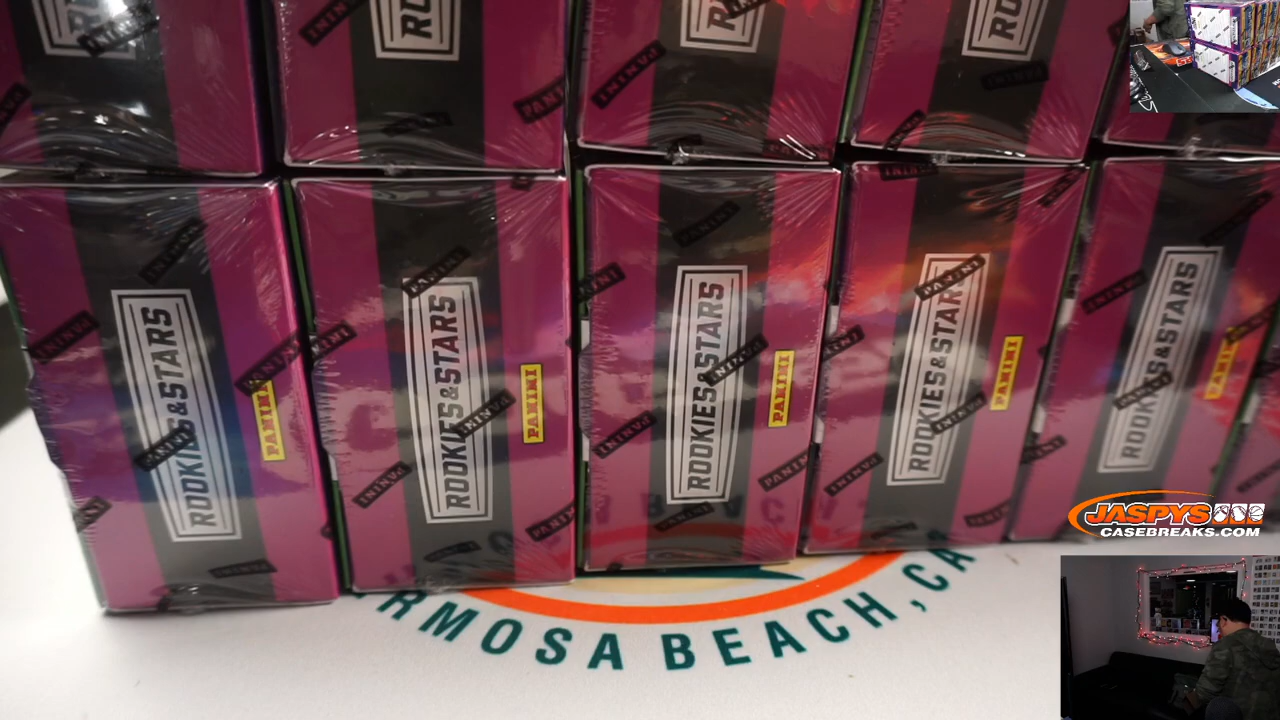 ROOKIES&STARS
PANINI
ROOKIES&STARS
PANINI
ROOKIES&STARS
PANINI
ROOKIES&STARS
PANINI
ROOKIES&STARS
PANINI
RMOSA BEACH, CA
JASPYS
CASEBREAKS.COM